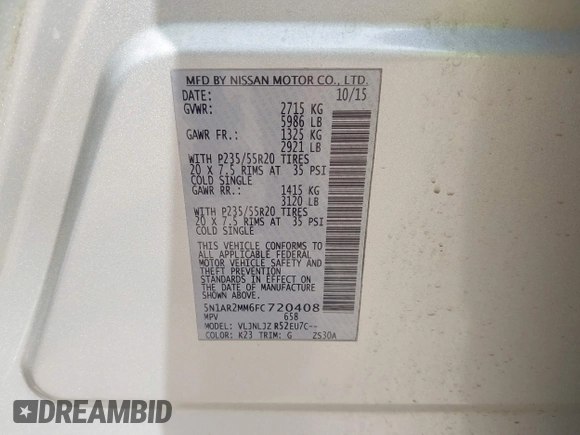 MFD BY NISSAN MOTOR CO., LTD.
DATE: 10/15
GVWR: 2715 KG
5986 LB
GAWR FR.: 1325 KG
2921 LB
WITH P235/55R20 TIRES
20 X 7.5 RIMS AT 35 PSI
COLD SINGLE
GAWR RR.: 1415 KG
3120 LB
WITH P235/55R20 TIRES
20 X 7.5 RIMS AT 35 PSI
COLD SINGLE
THIS VEHICLE CONFORMS TO
ALL APPLICABLE FEDERAL
MOTOR VEHICLE SAFETY AND
THEFT PREVENTION
STANDARDS IN EFFECT ON
THE DATE OF MANUFACTURE
SHOWN ABOVE.
5N1AR2MM6FC720408
MPV 658
MODEL: VLJNLJZ R52EU7C--
COLOR: K23 TRIM: G ZS30A
DREAMBID